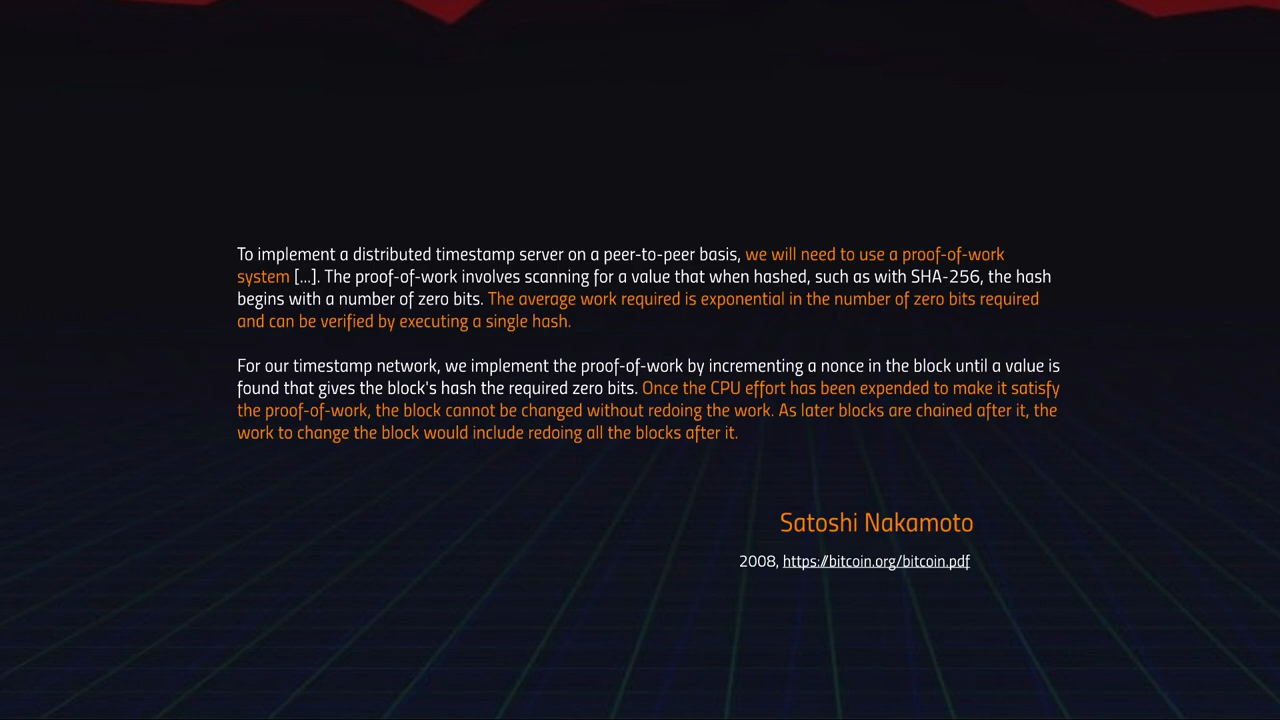 To implement a distributed timestamp server on a peer-to-peer basis, we will need to use a proof-of-work
system [...]. The proof-of-work involves scanning for a value that when hashed, such as with SHA-256, the hash
begins with a number of zero bits. The average work required is exponential in the number of zero bits required
and can be verified by executing a single hash.
For our timestamp network, we implement the proof-of-work by incrementing a nonce in the block until a value is
found that gives the block's hash the required zero bits. Once the CPU effort has been expended to make it satisfy
the proof-of-work, the block cannot be changed without redoing the work. As later blocks are chained after it, the
work to change the block would include redoing all the blocks after it.
Satoshi Nakamoto
2008, https://bitcoin.org/bitcoin.pdf